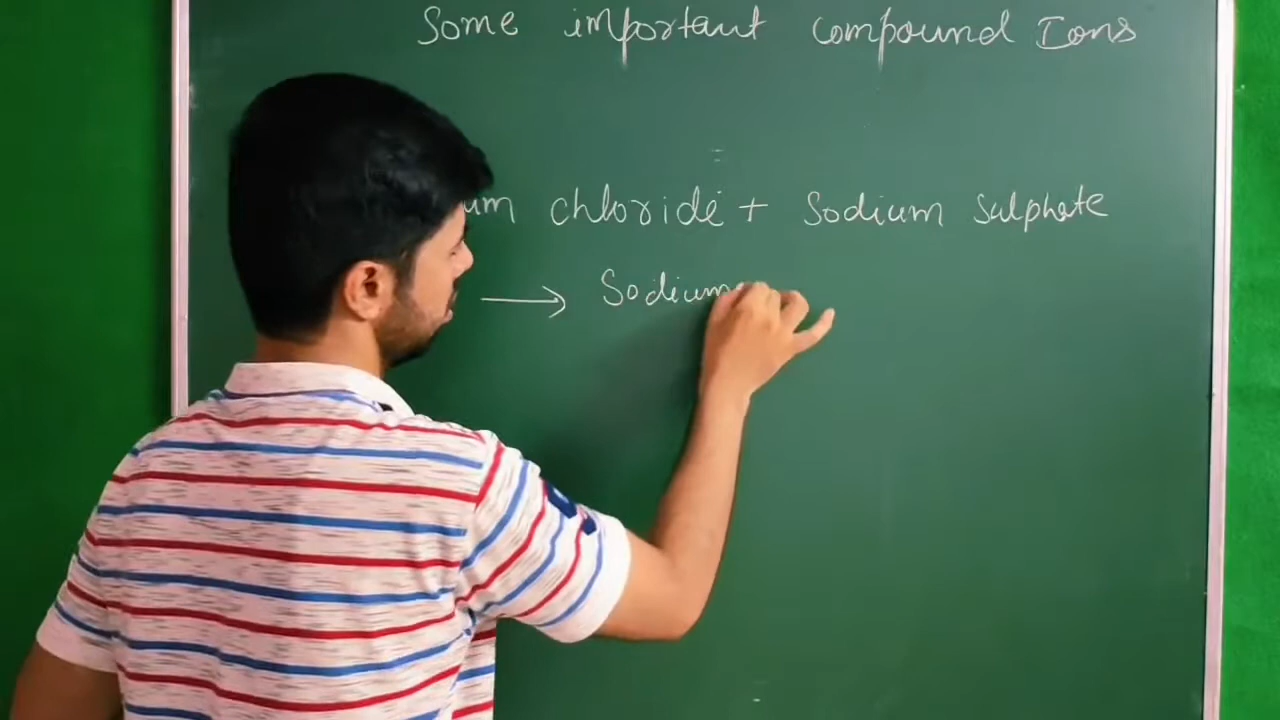 Some important compound Ions
um chloride + Sodium Sulphate
→ Sodium